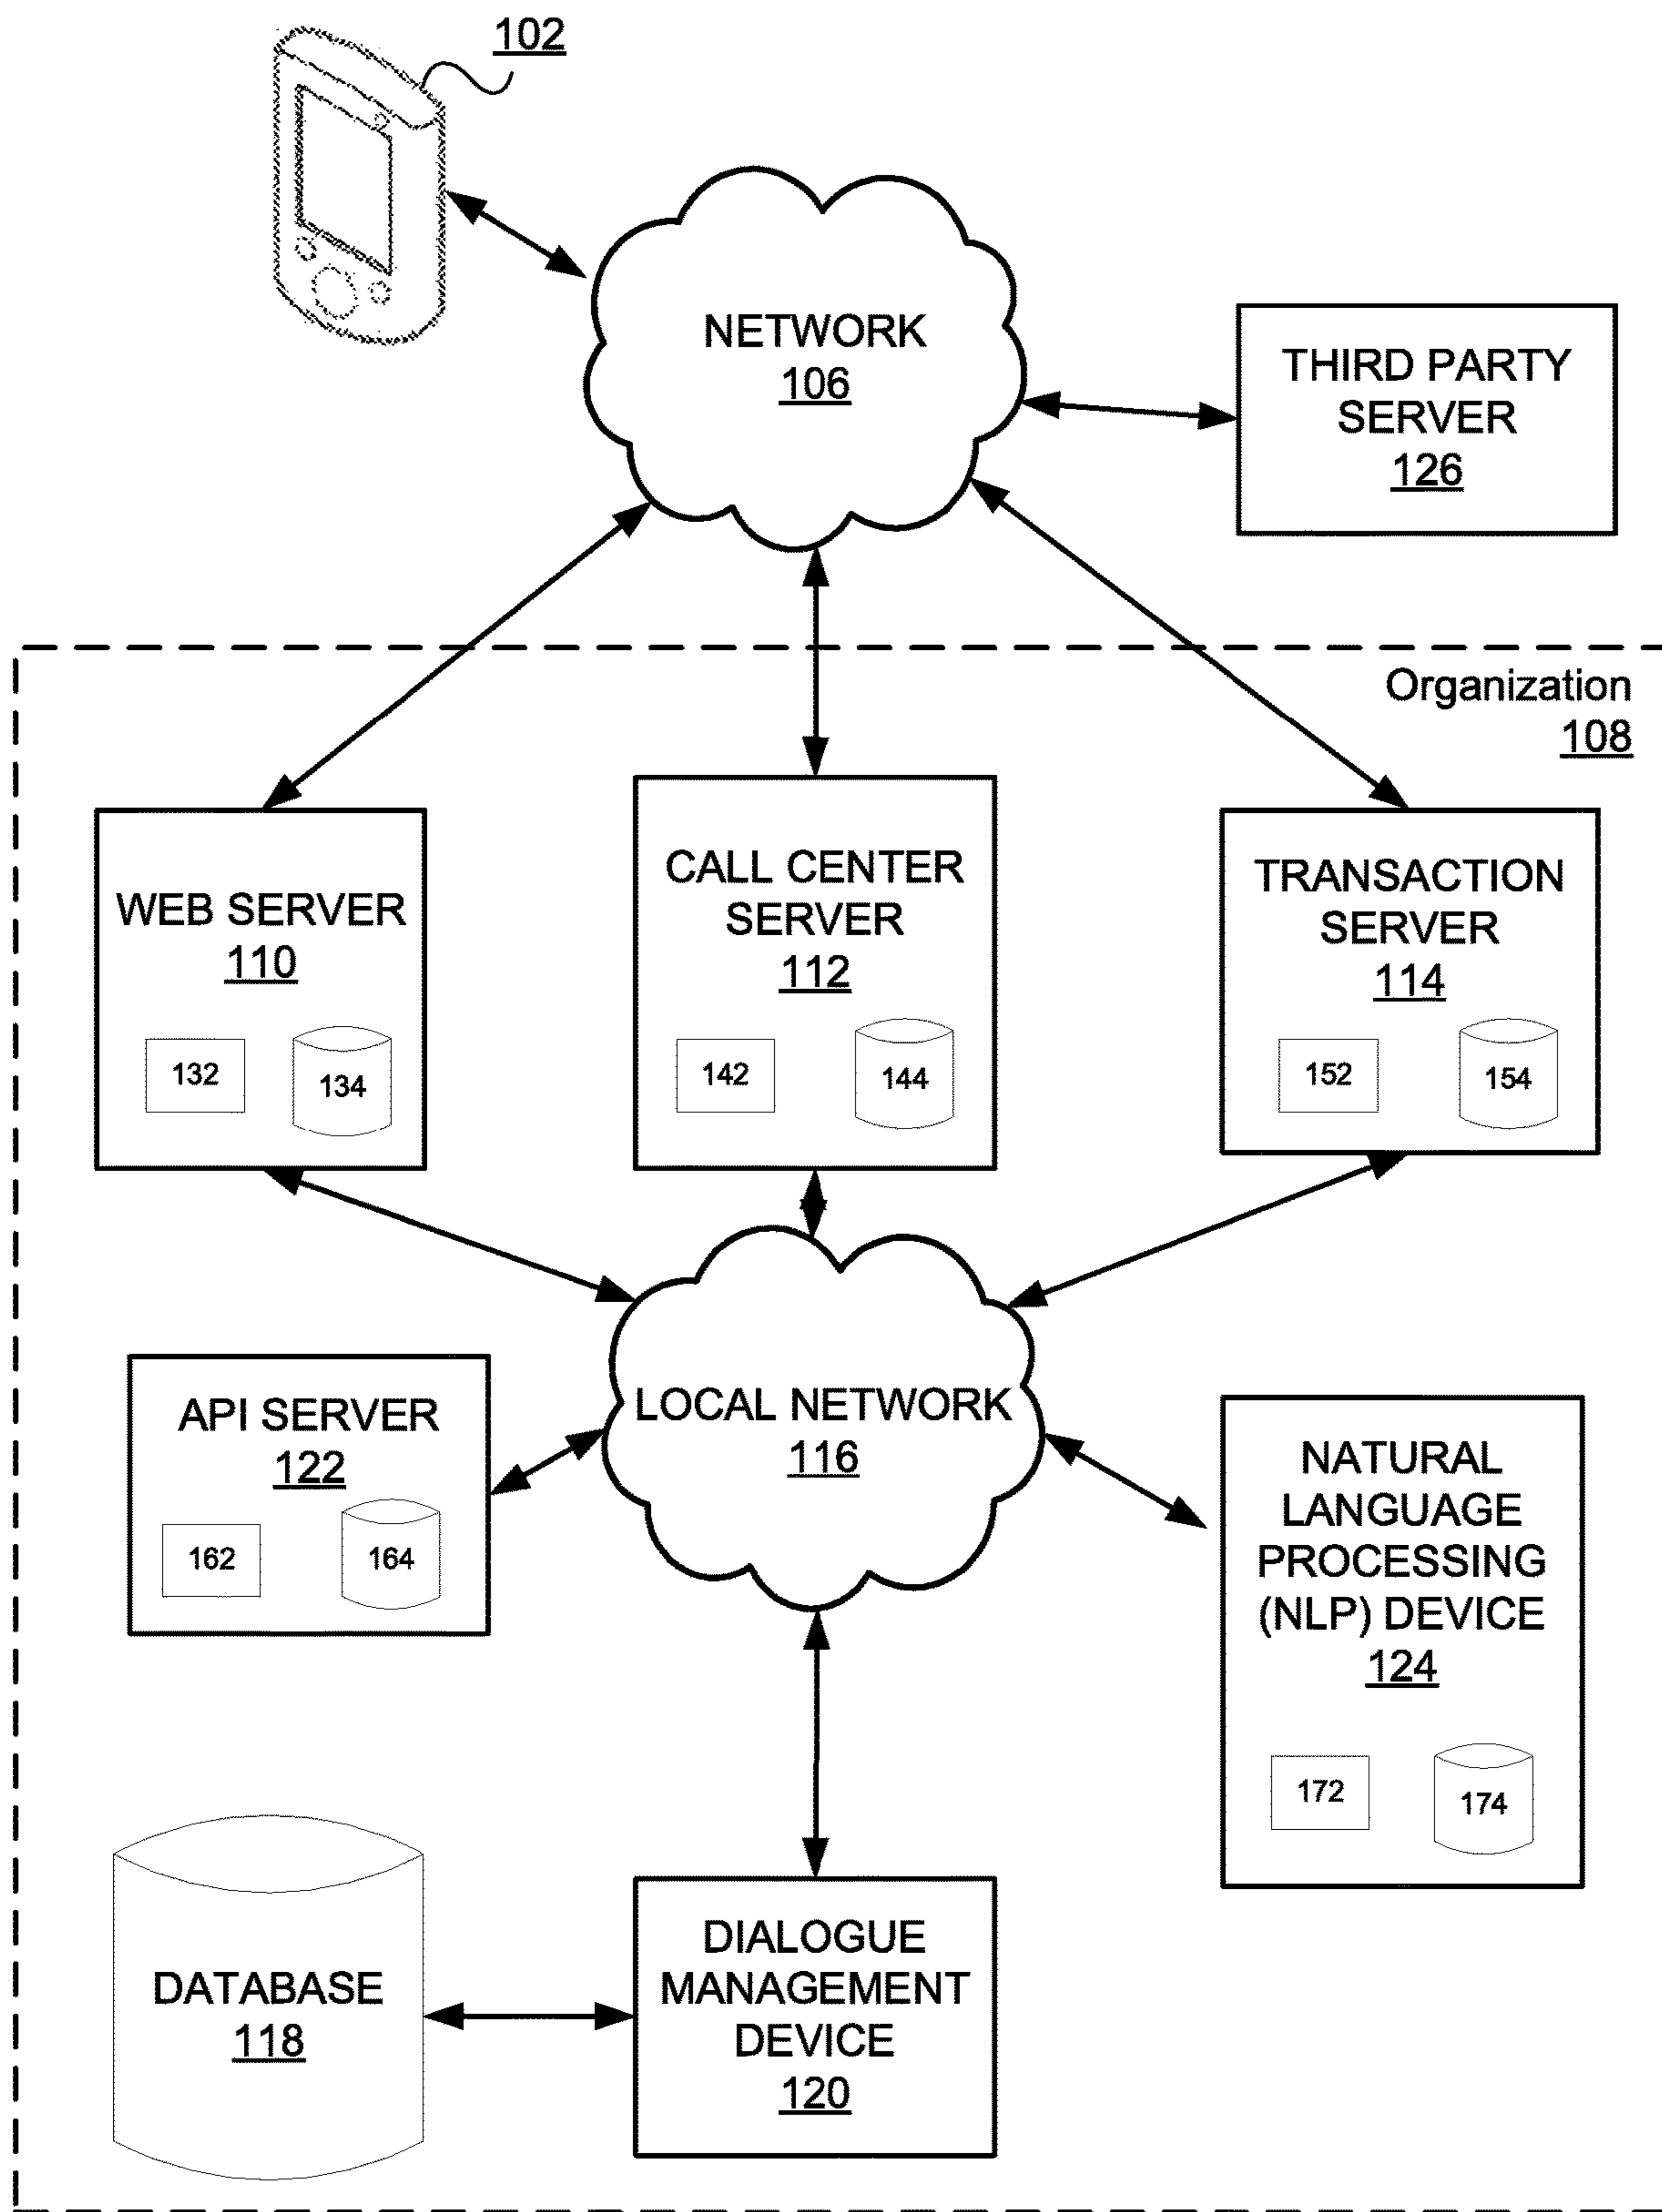 102
NETWORK
106
THIRD PARTY
SERVER
126
Organization
108
WEB SERVER
110
132
134
CALL CENTER
SERVER
112
142
144
TRANSACTION
SERVER
114
152
154
API SERVER
122
162
164
LOCAL NETWORK
116
NATURAL
LANGUAGE
PROCESSING
(NLP) DEVICE
124
172
174
DATABASE
118
DIALOGUE
MANAGEMENT
DEVICE
120